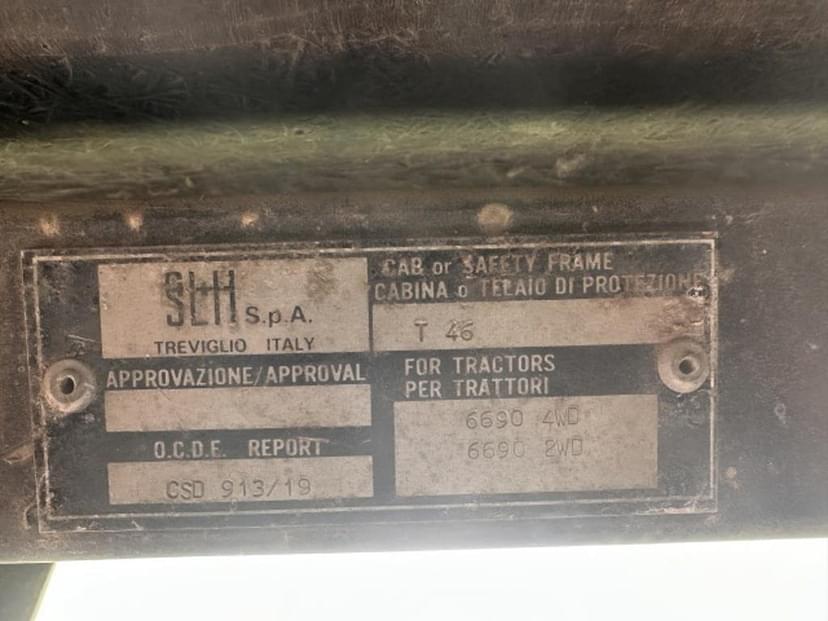 SLH S.p.A.
TREVIGLIO ITALY
CAB or SAFETY FRAME
CABINA o TELAIO DI PROTEZIONE
T 46
APPROVAZIONE/APPROVAL
FOR TRACTORS
PER TRATTORI
6690 4WD
6690 2WD
O.C.D.E. REPORT
CSD 913/19